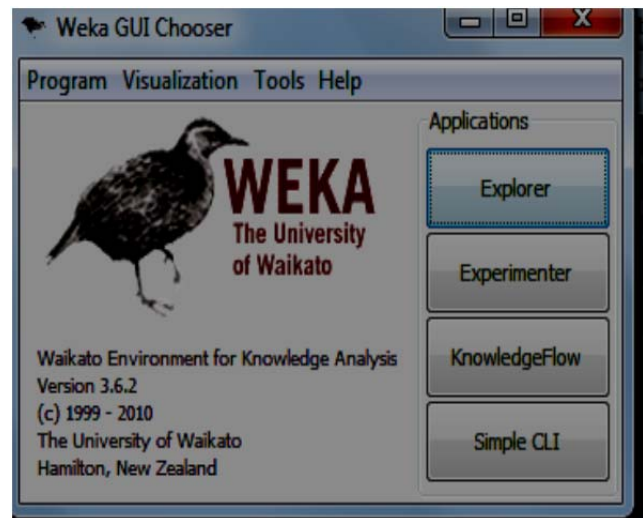 Weka GUI Chooser
Program Visualization Tools Help
WEKA
The University
of Waikato
Waikato Environment for Knowledge Analysis
Version 3.6.2
(c) 1999 - 2010
The University of Waikato
Hamilton, New Zealand
Applications
Explorer
Experimenter
KnowledgeFlow
Simple CLI